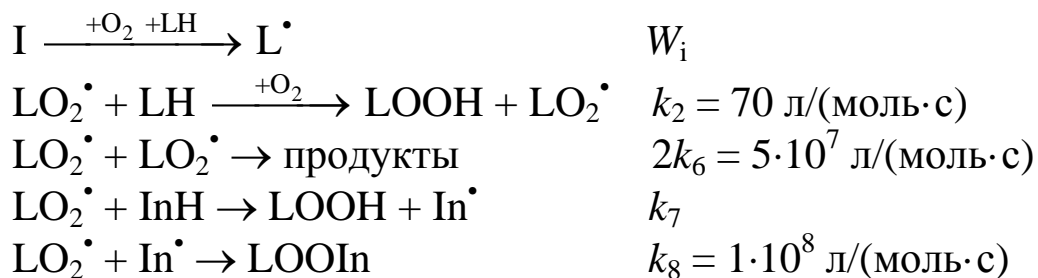 I —+O₂ +LH→ L• Wᵢ
LO₂• + LH —+O₂→ LOOH + LO₂• k₂ = 70 л/(моль·с)
LO₂• + LO₂• → продукты 2k₆ = 5·10⁷ л/(моль·с)
LO₂• + InH → LOOH + In• k₇
LO₂• + In• → LOOIn k₈ = 1·10⁸ л/(моль·с)